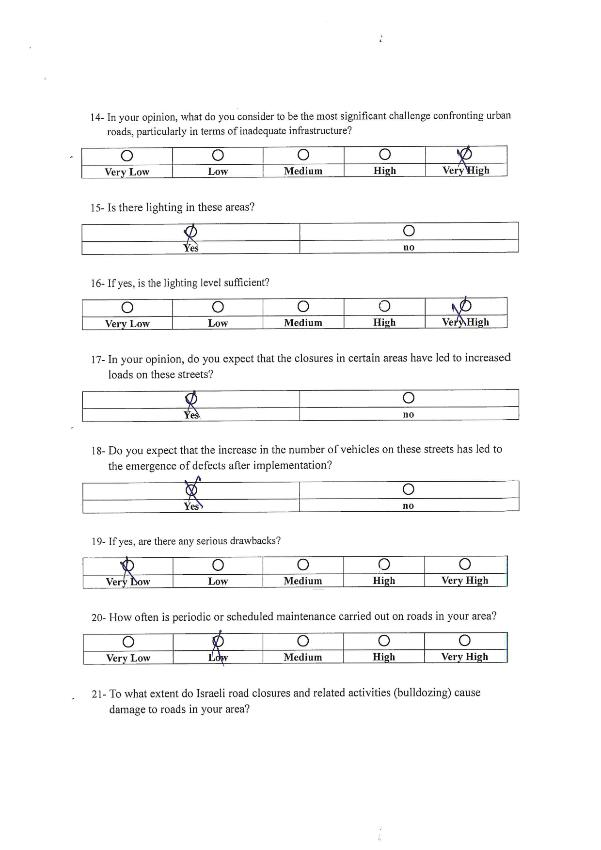 14- In your opinion, what do you consider to be the most significant challenge confronting urban
roads, particularly in terms of inadequate infrastructure?
Very Low Low Medium High Very High
15- Is there lighting in these areas?
Yes no
16- If yes, is the lighting level sufficient?
Very Low Low Medium High Very High
17- In your opinion, do you expect that the closures in certain areas have led to increased
loads on these streets?
Yes no
18- Do you expect that the increase in the number of vehicles on these streets has led to
the emergence of defects after implementation?
Yes no
19- If yes, are there any serious drawbacks?
Very Low Low Medium High Very High
20- How often is periodic or scheduled maintenance carried out on roads in your area?
Very Low Low Medium High Very High
21- To what extent do Israeli road closures and related activities (bulldozing) cause
damage to roads in your area?